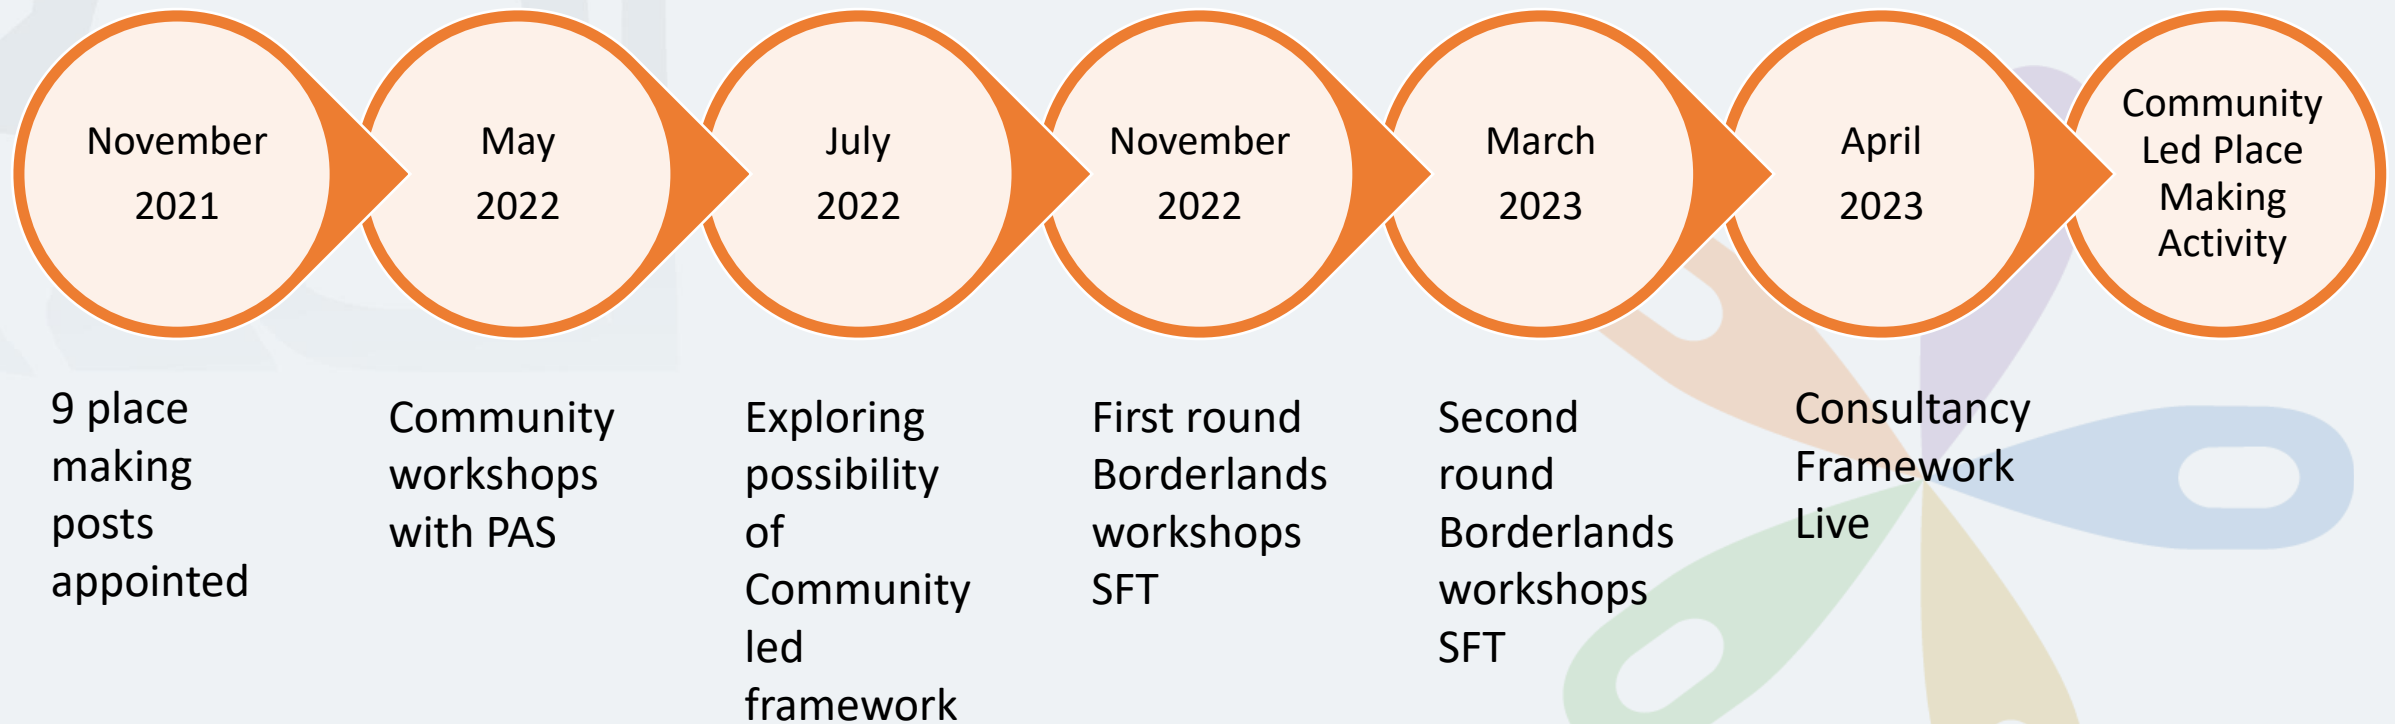 November
2021
May
2022
July
2022
November
2022
March
2023
April
2023
Community
Led Place
Making
Activity
9 place
making
posts
appointed
Community
workshops
with PAS
Exploring
possibility
of
Community
led
framework
First round
Borderlands
workshops
SFT
Second
round
Borderlands
workshops
SFT
Consultancy
Framework
Live